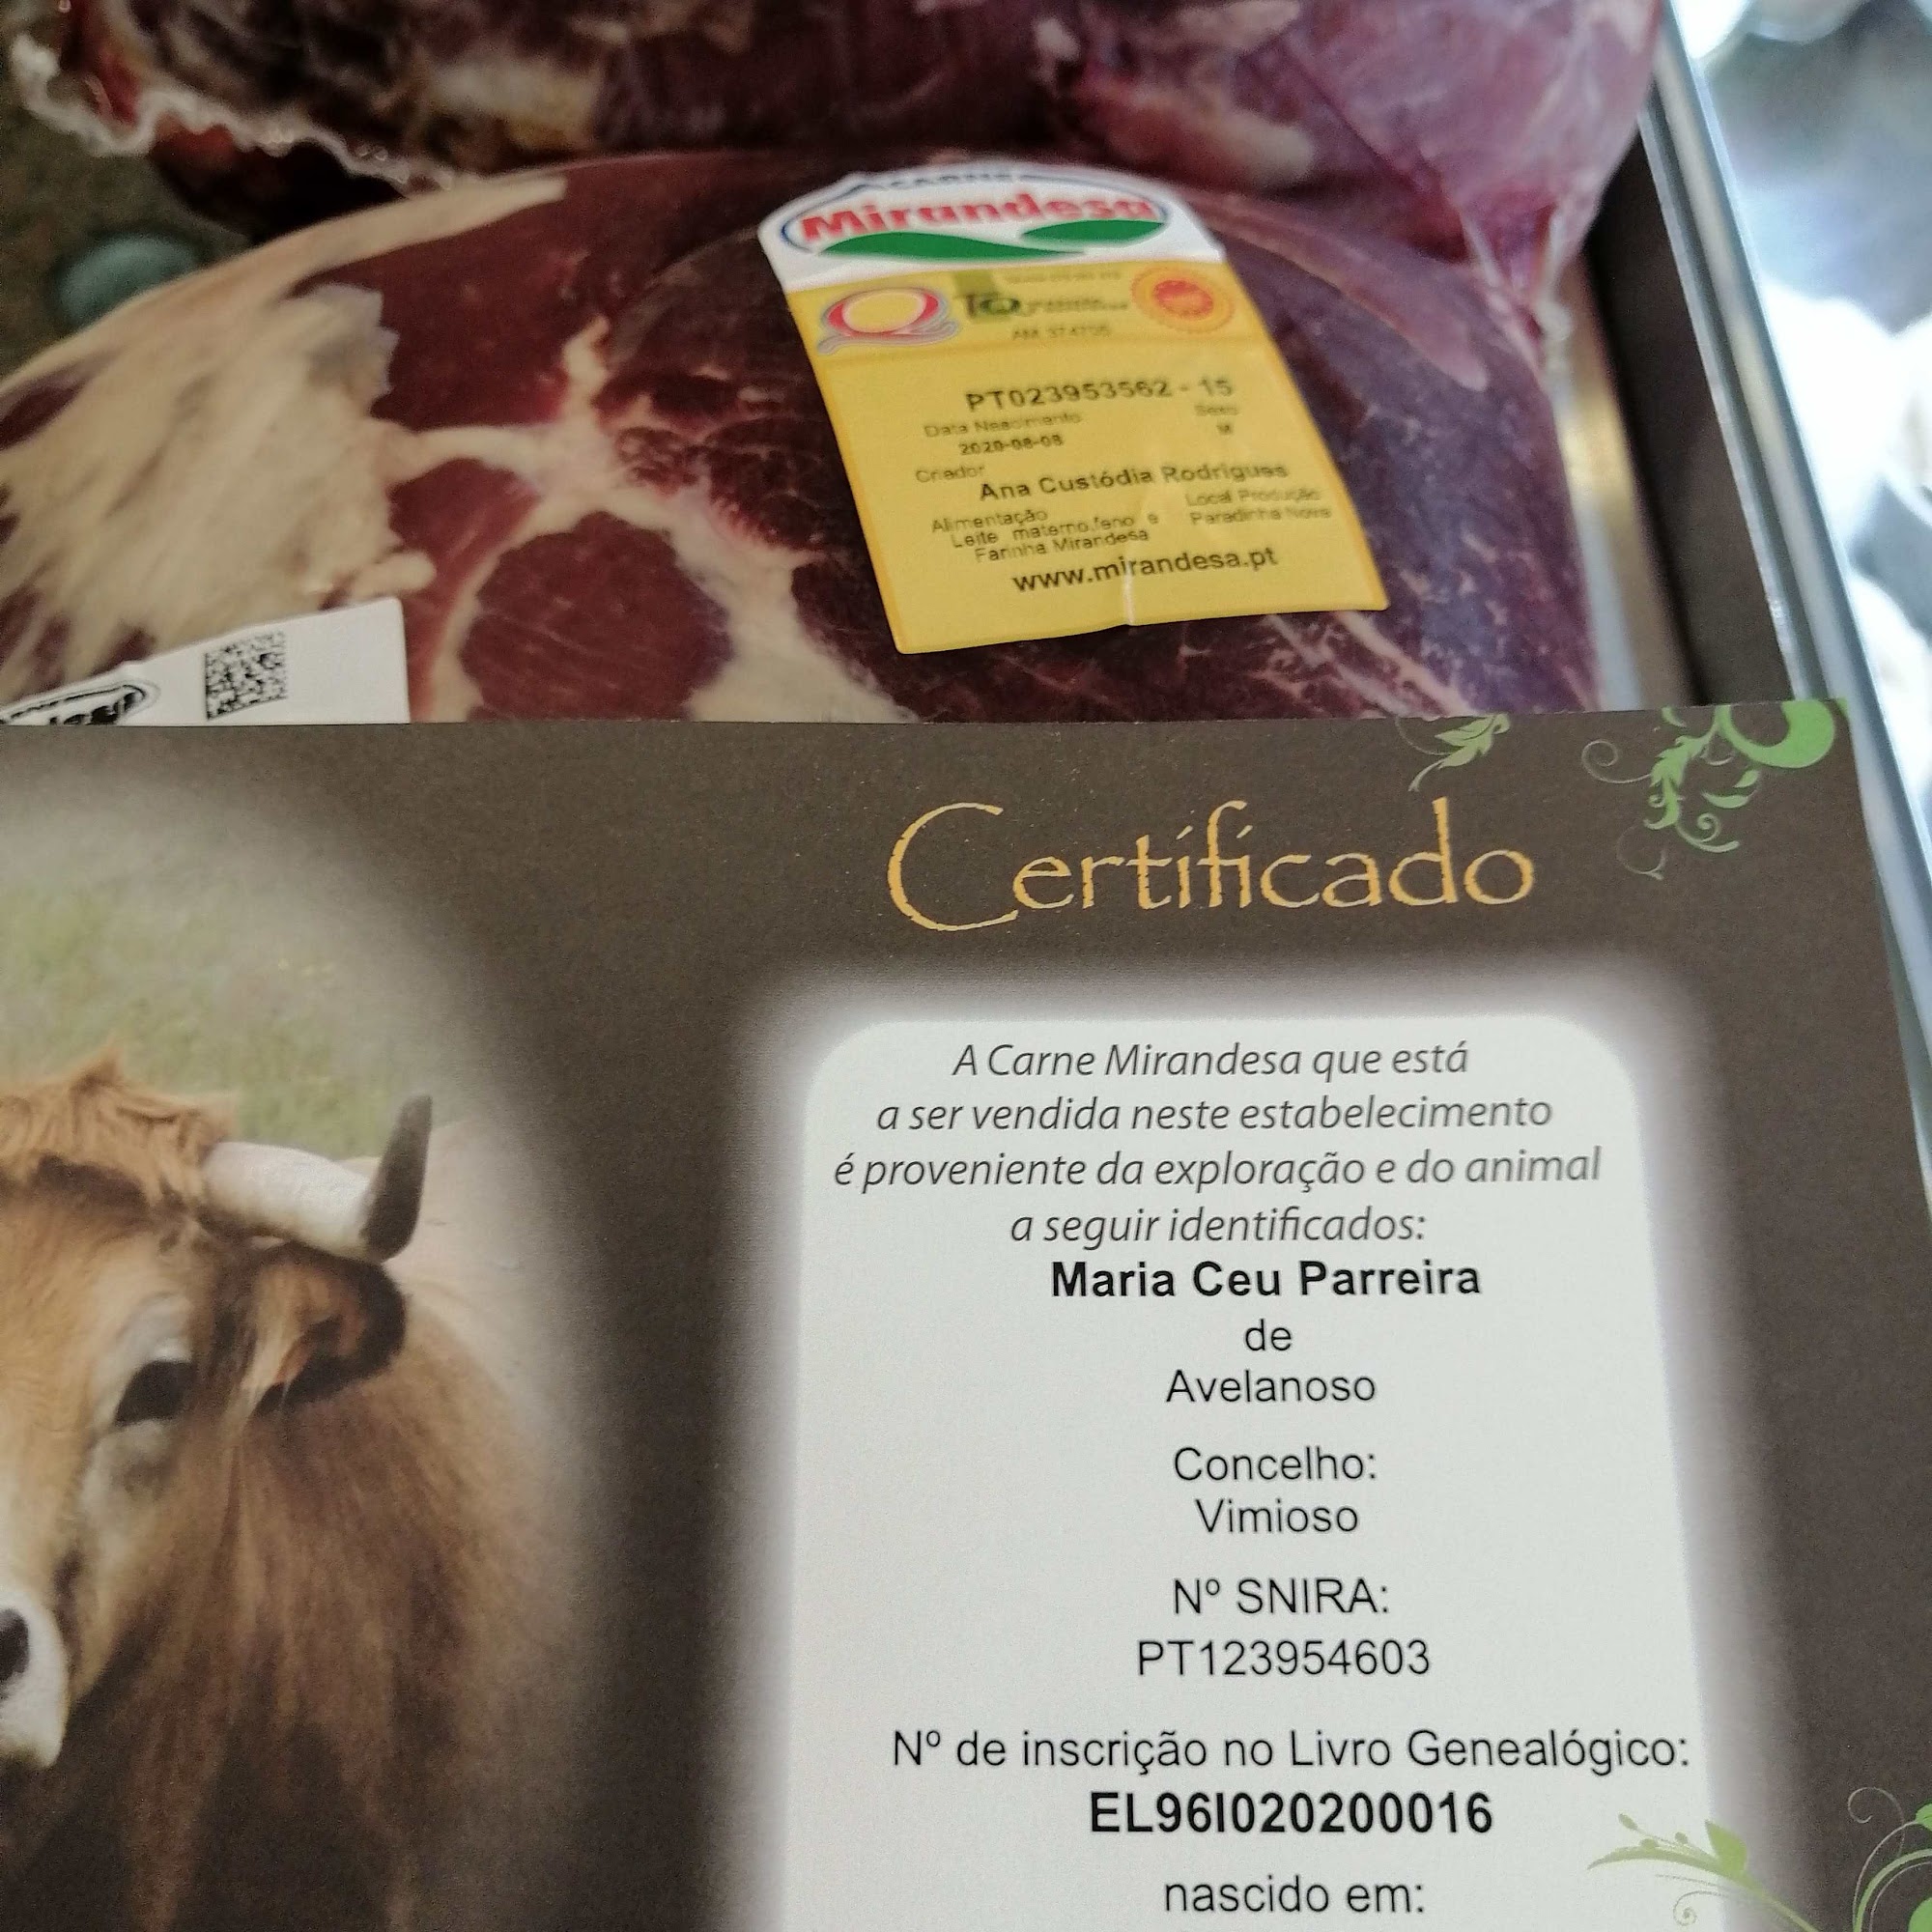 CARNE
Mirandesa
PT023953562 - 15
Data Nascimento Sexo
2020-08-08 M
Criador
Ana Custódia Rodrigues
Alimentação Local Produção
Leite materno,feno e Paradinha Nova
Farinha Mirandesa
www.mirandesa.pt
Certificado
A Carne Mirandesa que está
a ser vendida neste estabelecimento
é proveniente da exploração e do animal
a seguir identificados:
Maria Ceu Parreira
de
Avelanoso
Concelho:
Vimioso
Nº SNIRA:
PT123954603
Nº de inscrição no Livro Genealógico:
EL96I020200016
nascido em: